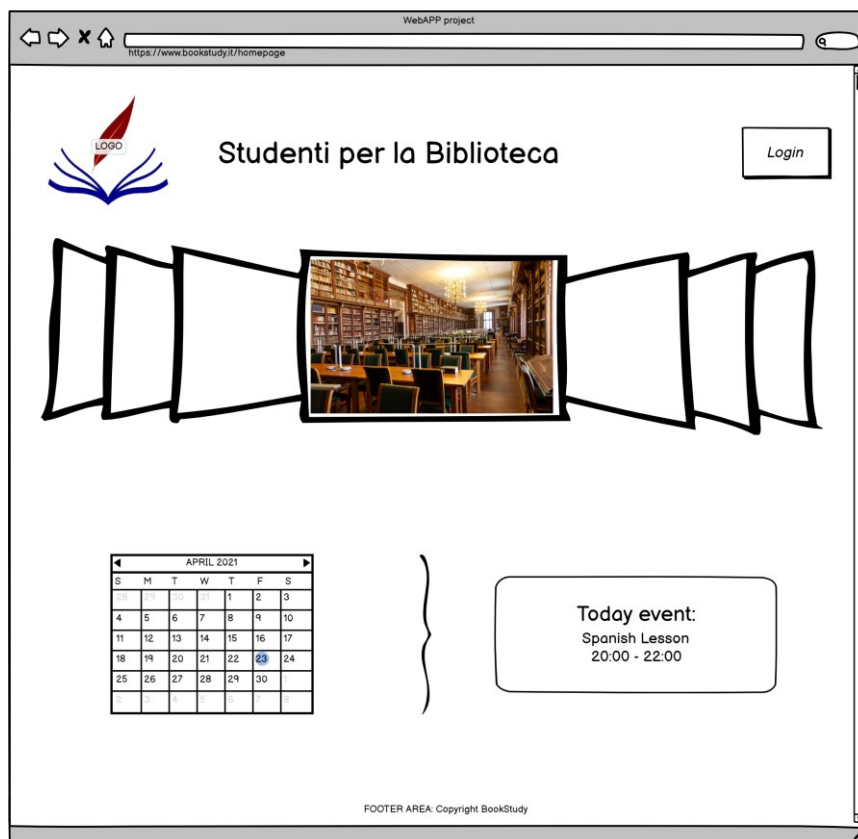 WebAPP project
https://www.bookstudy.it/homepage
LOGO
Studenti per la Biblioteca
Login
APRIL 2021
S M T W T F S
28 29 30 31 1 2 3
4 5 6 7 8 9 10
11 12 13 14 15 16 17
18 19 20 21 22 23 24
25 26 27 28 29 30 1
2 3 4 5 6 7 8
Today event:
Spanish Lesson
20:00 - 22:00
FOOTER AREA: Copyright BookStudy